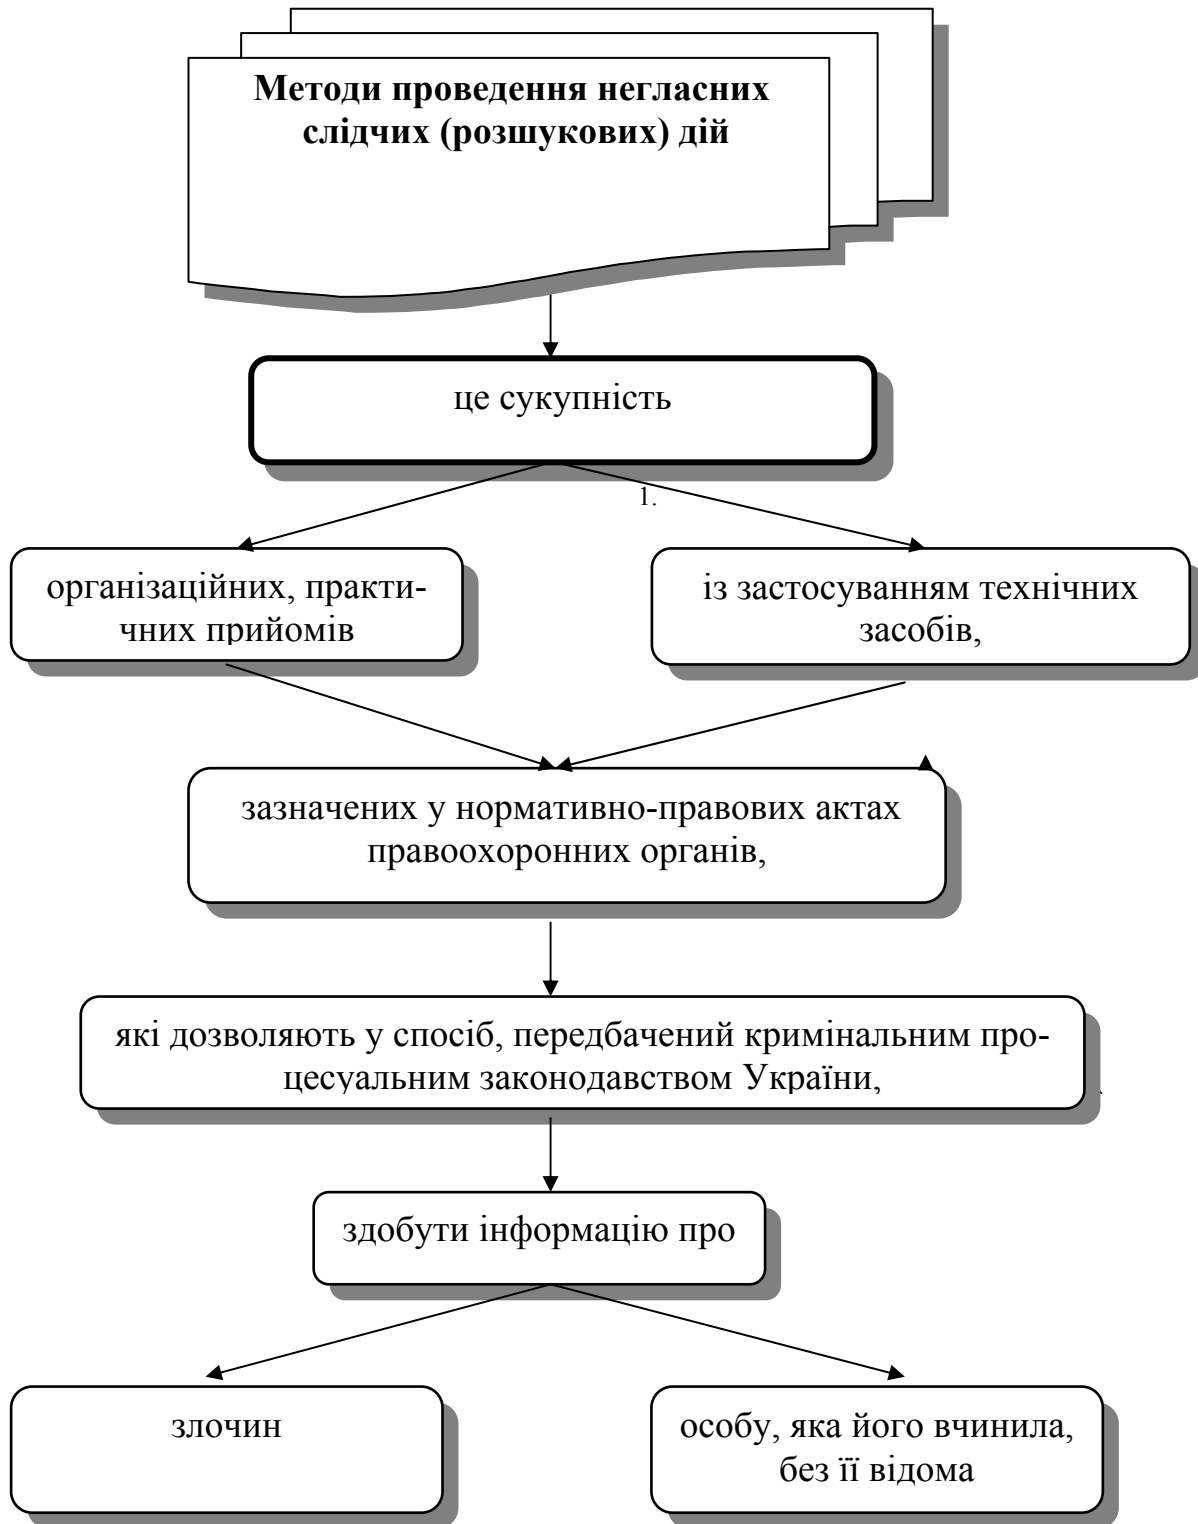 Методи проведення негласних
слідчих (розшукових) дій
це сукупність
1.
організаційних, практи-
чних прийомів
із застосуванням технічних
засобів,
зазначених у нормативно-правових актах
правоохоронних органів,
які дозволяють у спосіб, передбачений кримінальним про-
цесуальним законодавством України,
здобути інформацію про
злочин
особу, яка його вчинила,
без її відома